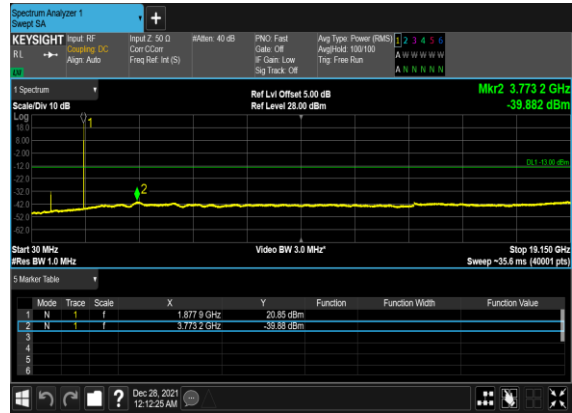 Spectrum Analyzer 1
Swept SA
+
KEYSIGHT Input: RF Input Z: 50 Ω #Atten: 40 dB PNO: Fast Avg Type: Power (RMS) 1 2 3 4 5 6
RL Coupling: DC Corr CCorr Gate: Off Avg|Hold: 100/100 A W W W W W
Align: Auto Freq Ref: Int (S) IF Gain: Low Trig: Free Run
LW Sig Track: Off A N N N N N
1 Spectrum Ref Lvl Offset 5.00 dB Mkr2 3.773 2 GHz
Scale/Div 10 dB Ref Level 28.00 dBm -39.882 dBm
Log 1
18.0
8.00
-2.00
-12.0 DL1 -13.00 dBm
-22.0
-32.0 2
-42.0
-52.0
-62.0
Start 30 MHz Video BW 3.0 MHz* Stop 19.150 GHz
#Res BW 1.0 MHz Sweep ~35.6 ms (40001 pts)
5 Marker Table
Mode Trace Scale X Y Function Function Width Function Value
1 N 1 f 1.877 9 GHz 20.85 dBm
2 N 1 f 3.773 2 GHz -39.88 dBm
3
4
5
6
? Dec 28, 2021
12:12:25 AM